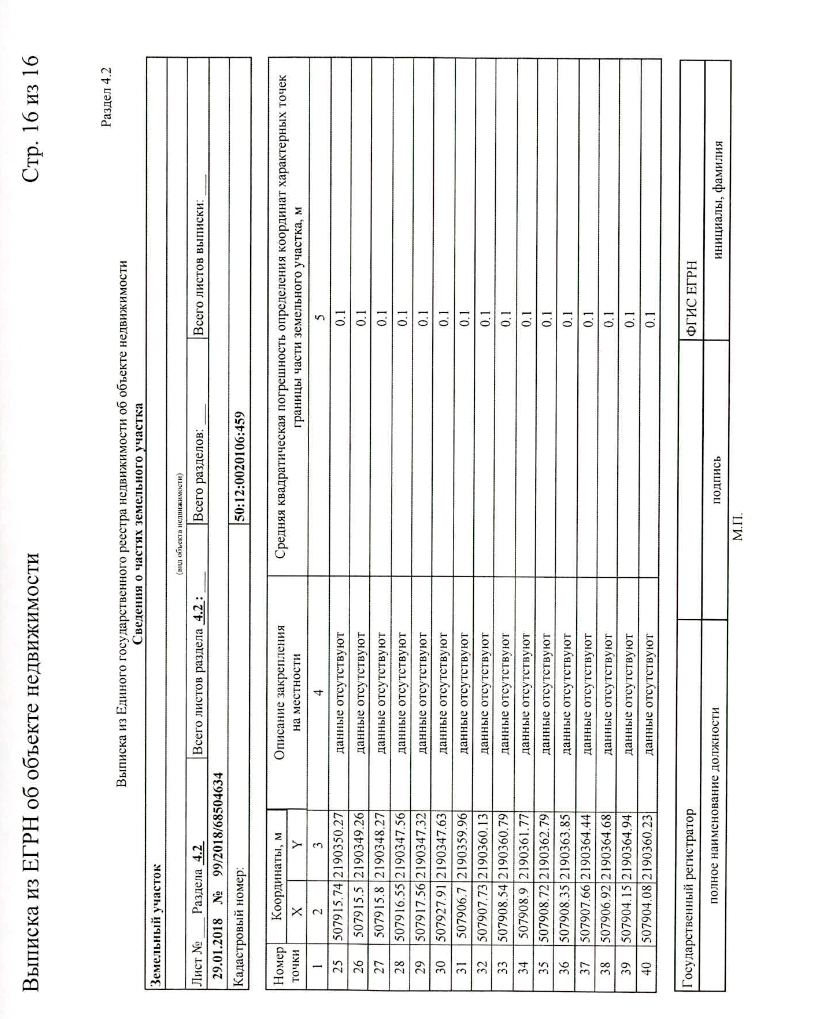 Выписка из ЕГРН об объекте недвижимости Стр. 16 из 16
Раздел 4.2
Выписка из Единого государственного реестра недвижимости об объекте недвижимости
Сведения о частях земельного участка
Земельный участок
(вид объекта недвижимости)
Лист № ___ Раздела 4.2 Всего листов раздела 4.2 : ___ Всего разделов: ___ Всего листов выписки: ___
29.01.2018 № 99/2018/68504634
Кадастровый номер: 50:12:0020106:459
Номер точки Координаты, м Описание закрепления на местности Средняя квадратическая погрешность определения координат характерных точек границы части земельного участка, м
X Y
1 2 3 4 5
25 507915.74 2190350.27 данные отсутствуют 0.1
26 507915.5 2190349.26 данные отсутствуют 0.1
27 507915.8 2190348.27 данные отсутствуют 0.1
28 507916.55 2190347.56 данные отсутствуют 0.1
29 507917.56 2190347.32 данные отсутствуют 0.1
30 507927.91 2190347.63 данные отсутствуют 0.1
31 507906.7 2190359.96 данные отсутствуют 0.1
32 507907.73 2190360.13 данные отсутствуют 0.1
33 507908.54 2190360.79 данные отсутствуют 0.1
34 507908.9 2190361.77 данные отсутствуют 0.1
35 507908.72 2190362.79 данные отсутствуют 0.1
36 507908.35 2190363.85 данные отсутствуют 0.1
37 507907.66 2190364.44 данные отсутствуют 0.1
38 507906.92 2190364.68 данные отсутствуют 0.1
39 507904.15 2190364.94 данные отсутствуют 0.1
40 507904.08 2190360.23 данные отсутствуют 0.1
Государственный регистратор ФГИС ЕГРН
полное наименование должности подпись инициалы, фамилия
М.П.